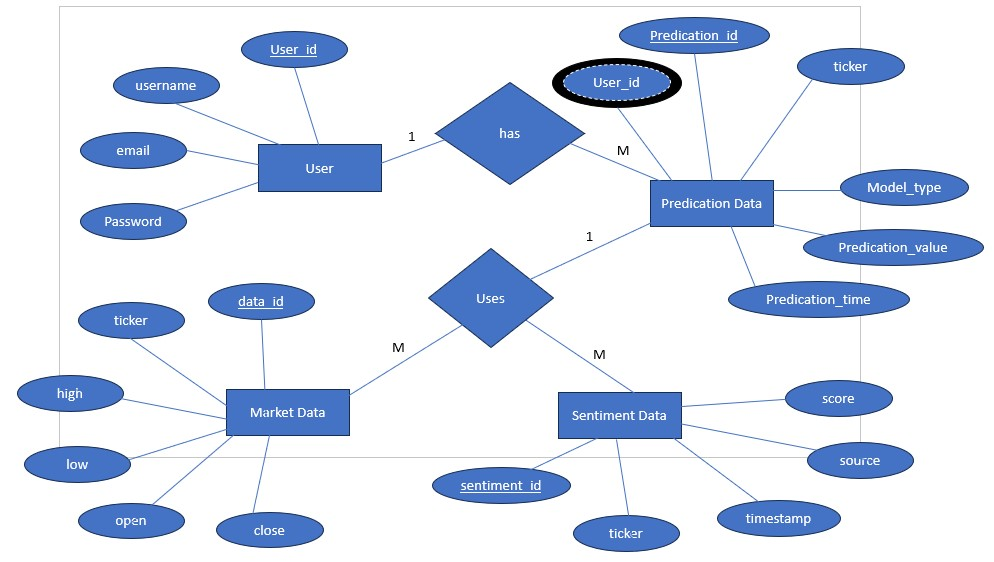 Predication_id
User_id
User_id
ticker
username
1
has
email
M
User
Model_type
Predication Data
Password
1
Predication_value
Uses
data_id
Predication_time
ticker
M
M
high
score
Market Data
Sentiment Data
low
source
sentiment_id
open
close
timestamp
ticker